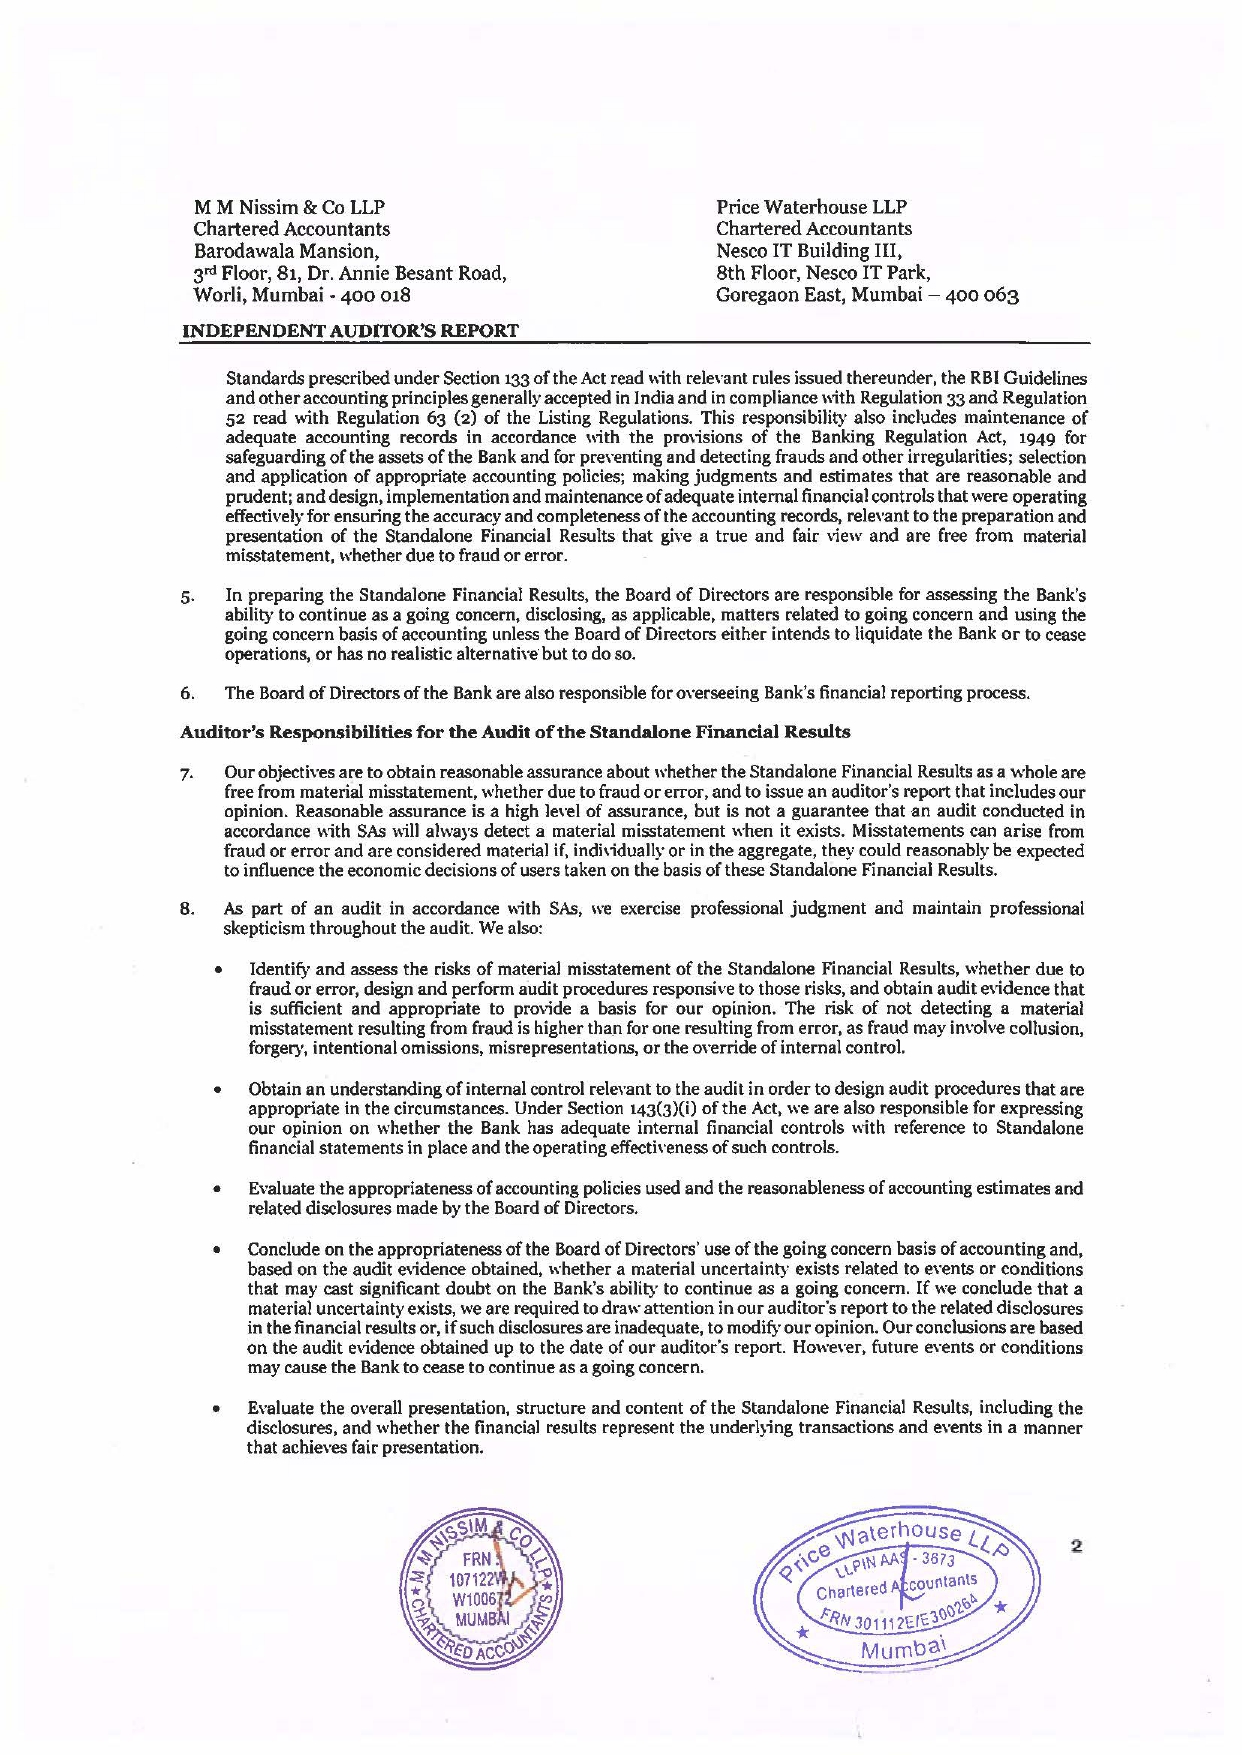 M M Nissim & Co LLP
Chartered Accountants
Barodawala Mansion,
3rd Floor, 81, Dr. Annie Besant Road,
Worli, Mumbai - 400 018
Price Waterhouse LLP
Chartered Accountants
Nesco IT Building III,
8th Floor, Nesco IT Park,
Goregaon East, Mumbai – 400 063
INDEPENDENT AUDITOR'S REPORT
Standards prescribed under Section 133 of the Act read with relevant rules issued thereunder, the RBI Guidelines
and other accounting principles generally accepted in India and in compliance with Regulation 33 and Regulation
52 read with Regulation 63 (2) of the Listing Regulations. This responsibility also includes maintenance of
adequate accounting records in accordance with the provisions of the Banking Regulation Act, 1949 for
safeguarding of the assets of the Bank and for preventing and detecting frauds and other irregularities; selection
and application of appropriate accounting policies; making judgments and estimates that are reasonable and
prudent; and design, implementation and maintenance of adequate internal financial controls that were operating
effectively for ensuring the accuracy and completeness of the accounting records, relevant to the preparation and
presentation of the Standalone Financial Results that give a true and fair view and are free from material
misstatement, whether due to fraud or error.
5. In preparing the Standalone Financial Results, the Board of Directors are responsible for assessing the Bank's
ability to continue as a going concern, disclosing, as applicable, matters related to going concern and using the
going concern basis of accounting unless the Board of Directors either intends to liquidate the Bank or to cease
operations, or has no realistic alternative but to do so.
6. The Board of Directors of the Bank are also responsible for overseeing Bank's financial reporting process.
Auditor's Responsibilities for the Audit of the Standalone Financial Results
7. Our objectives are to obtain reasonable assurance about whether the Standalone Financial Results as a whole are
free from material misstatement, whether due to fraud or error, and to issue an auditor's report that includes our
opinion. Reasonable assurance is a high level of assurance, but is not a guarantee that an audit conducted in
accordance with SAs will always detect a material misstatement when it exists. Misstatements can arise from
fraud or error and are considered material if, individually or in the aggregate, they could reasonably be expected
to influence the economic decisions of users taken on the basis of these Standalone Financial Results.
8. As part of an audit in accordance with SAs, we exercise professional judgment and maintain professional
skepticism throughout the audit. We also:
• Identify and assess the risks of material misstatement of the Standalone Financial Results, whether due to
fraud or error, design and perform audit procedures responsive to those risks, and obtain audit evidence that
is sufficient and appropriate to provide a basis for our opinion. The risk of not detecting a material
misstatement resulting from fraud is higher than for one resulting from error, as fraud may involve collusion,
forgery, intentional omissions, misrepresentations, or the override of internal control.
• Obtain an understanding of internal control relevant to the audit in order to design audit procedures that are
appropriate in the circumstances. Under Section 143(3)(i) of the Act, we are also responsible for expressing
our opinion on whether the Bank has adequate internal financial controls with reference to Standalone
financial statements in place and the operating effectiveness of such controls.
• Evaluate the appropriateness of accounting policies used and the reasonableness of accounting estimates and
related disclosures made by the Board of Directors.
• Conclude on the appropriateness of the Board of Directors' use of the going concern basis of accounting and,
based on the audit evidence obtained, whether a material uncertainty exists related to events or conditions
that may cast significant doubt on the Bank's ability to continue as a going concern. If we conclude that a
material uncertainty exists, we are required to draw attention in our auditor's report to the related disclosures
in the financial results or, if such disclosures are inadequate, to modify our opinion. Our conclusions are based
on the audit evidence obtained up to the date of our auditor's report. However, future events or conditions
may cause the Bank to cease to continue as a going concern.
• Evaluate the overall presentation, structure and content of the Standalone Financial Results, including the
disclosures, and whether the financial results represent the underlying transactions and events in a manner
that achieves fair presentation.
M M NISSIM & CO LLP
FRN
107122W
W100672
MUMBAI
CHARTERED ACCOUNTANTS
Price Waterhouse LLP
LLPIN AAS - 3673
Chartered Accountants
FRN 301112E/E300264
Mumbai
2